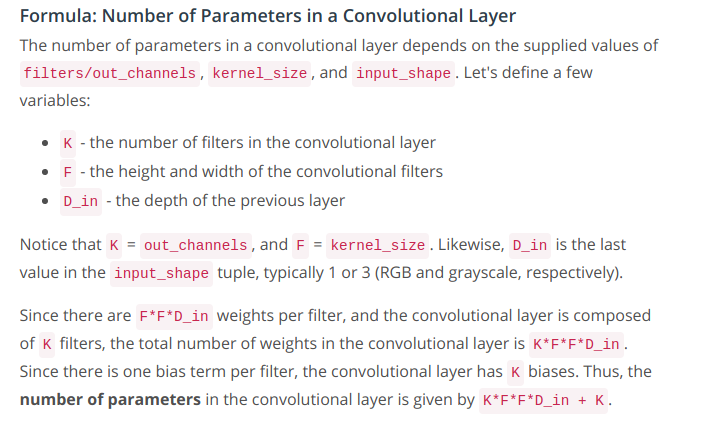 Formula: Number of Parameters in a Convolutional Layer
The number of parameters in a convolutional layer depends on the supplied values of
filters/out_channels, kernel_size, and input_shape. Let's define a few
variables:
• K - the number of filters in the convolutional layer
• F - the height and width of the convolutional filters
• D_in - the depth of the previous layer
Notice that K = out_channels, and F = kernel_size. Likewise, D_in is the last
value in the input_shape tuple, typically 1 or 3 (RGB and grayscale, respectively).
Since there are F*F*D_in weights per filter, and the convolutional layer is composed
of K filters, the total number of weights in the convolutional layer is K*F*F*D_in.
Since there is one bias term per filter, the convolutional layer has K biases. Thus, the
number of parameters in the convolutional layer is given by K*F*F*D_in + K.